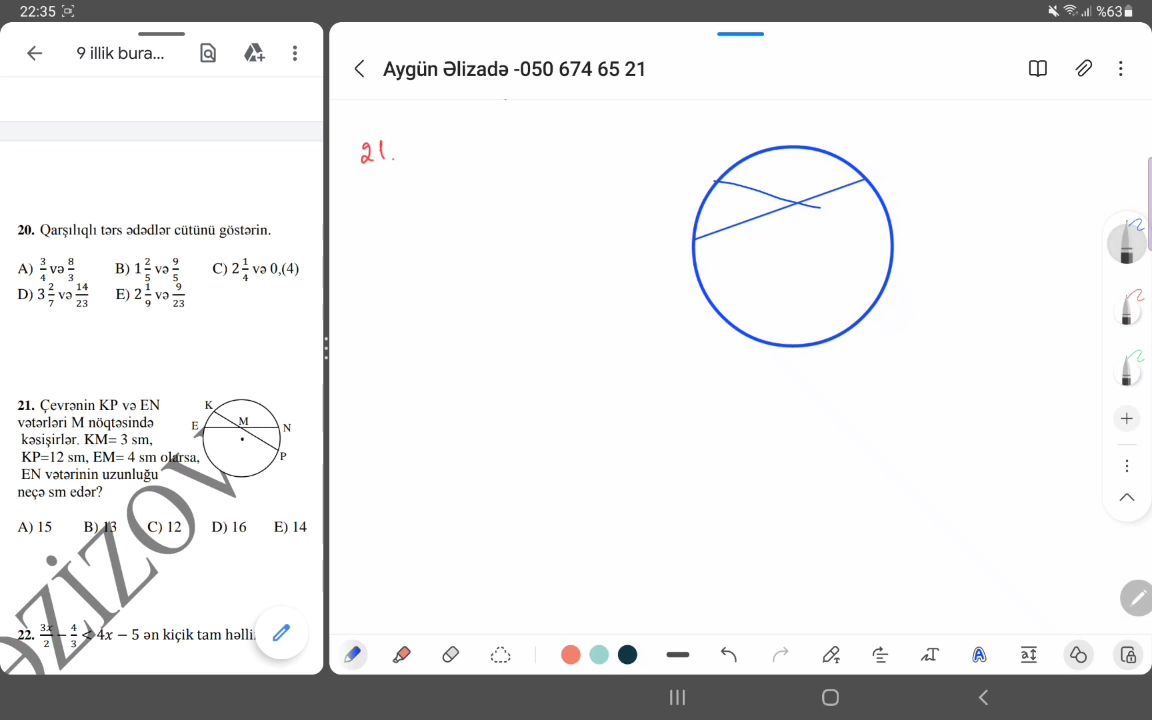 22:35
%63
9 illik bura...
Aygün Əlizadə -050 674 65 21
21.
20. Qarşılıqlı tərs ədədlər cütünü göstərin.
A) 3/4 və 8/3 B) 1 2/5 və 9/5 C) 2 1/4 və 0,(4)
D) 3 2/7 və 14/23 E) 2 1/9 və 9/23
21. Çevrənin KP və EN
vətərləri M nöqtəsində
kəsişirlər. KM= 3 sm,
KP=12 sm, EM= 4 sm olarsa,
EN vətərinin uzunluğu
neçə sm edər?
K
E
M
N
P
A) 15 B) 13 C) 12 D) 16 E) 14
22. 3x/2 − 4/3 < 4x − 5 ən kiçik tam həlli
ƏZİZOV